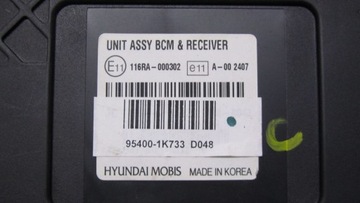 UNIT ASSY BCM & RECEIVER
E11 116RA-000302 e11 A-00 2407
95400-1K733 D048
HYUNDAI MOBIS MADE IN KOREA